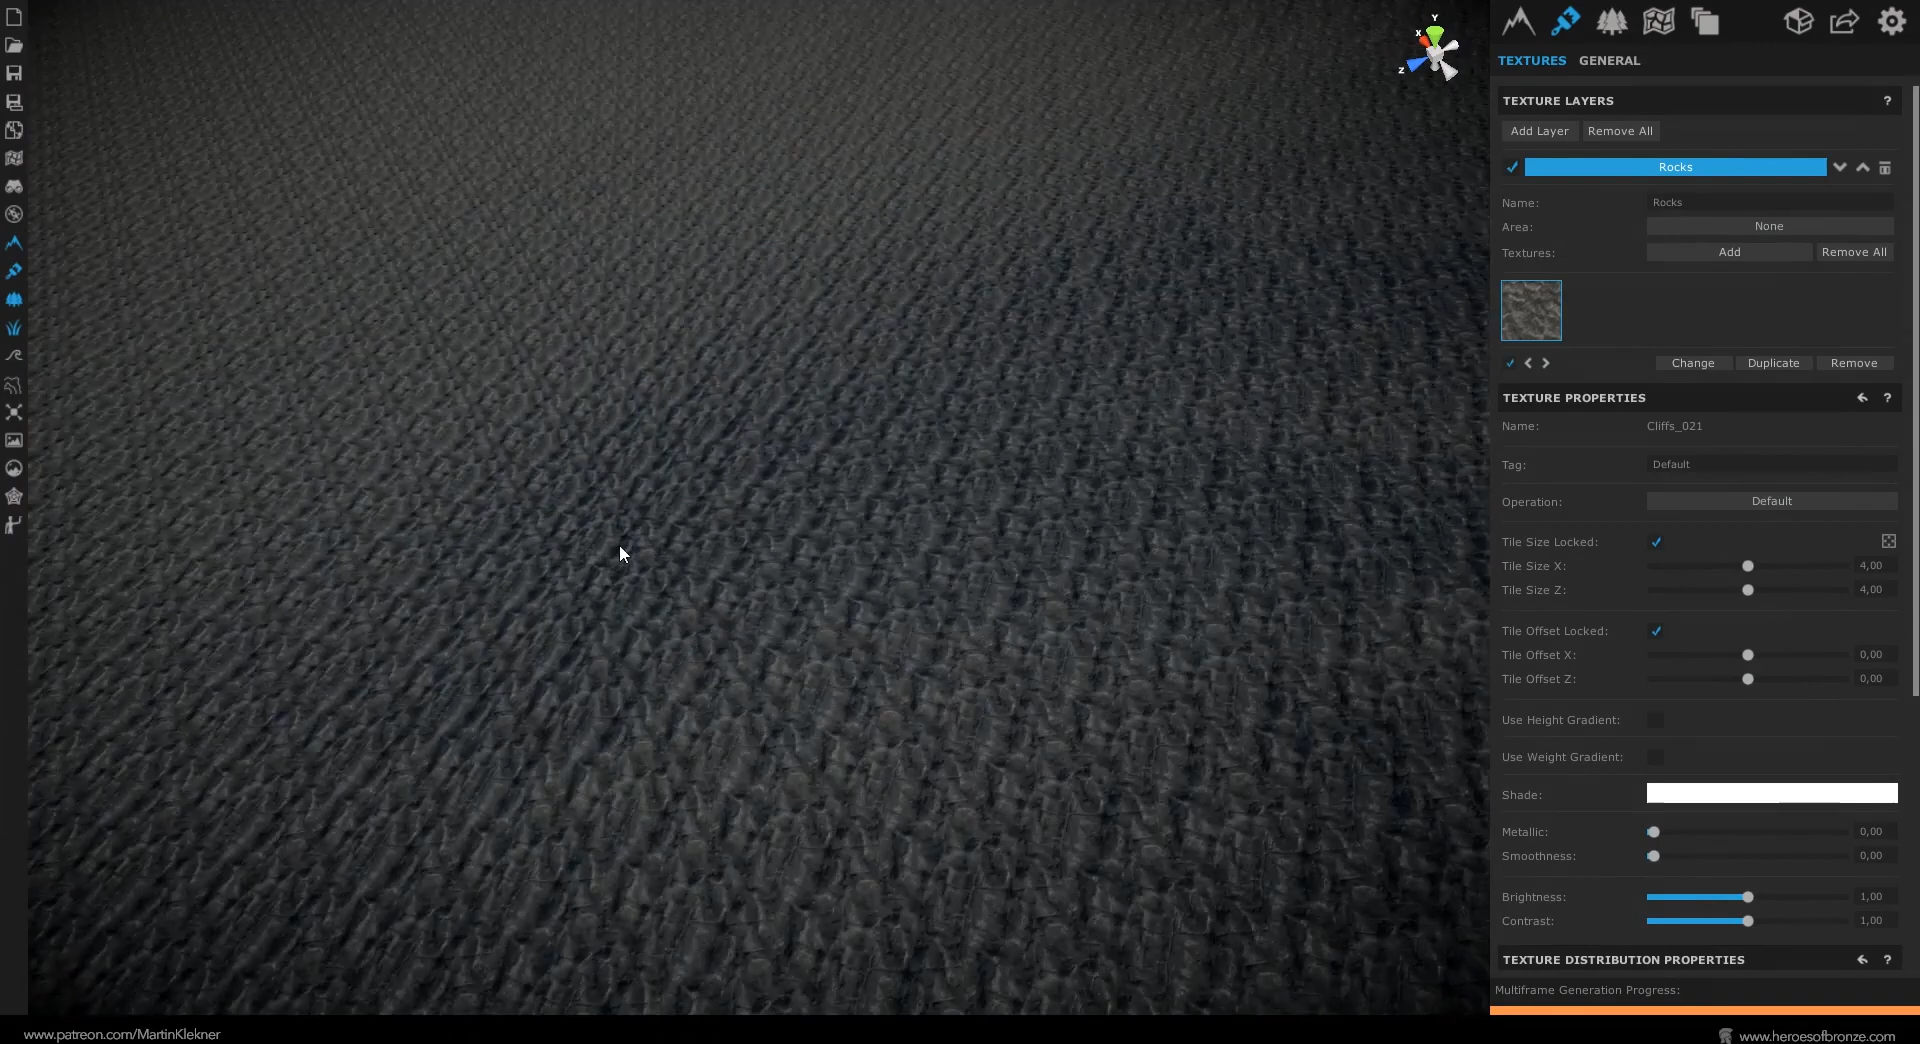 Y
X
Z
TEXTURES GENERAL
TEXTURE LAYERS ?
Add Layer Remove All
Rocks
Name: Rocks
Area: None
Textures: Add Remove All
Change Duplicate Remove
TEXTURE PROPERTIES ?
Name: Cliffs_021
Tag: Default
Operation: Default
Tile Size Locked:
Tile Size X: 4,00
Tile Size Z: 4,00
Tile Offset Locked:
Tile Offset X: 0,00
Tile Offset Z: 0,00
Use Height Gradient:
Use Weight Gradient:
Shade:
Metallic: 0,00
Smoothness: 0,00
Brightness: 1,00
Contrast: 1,00
TEXTURE DISTRIBUTION PROPERTIES ?
Multiframe Generation Progress:
www.patreon.com/MartinKlekner
www.heroesofbronze.com